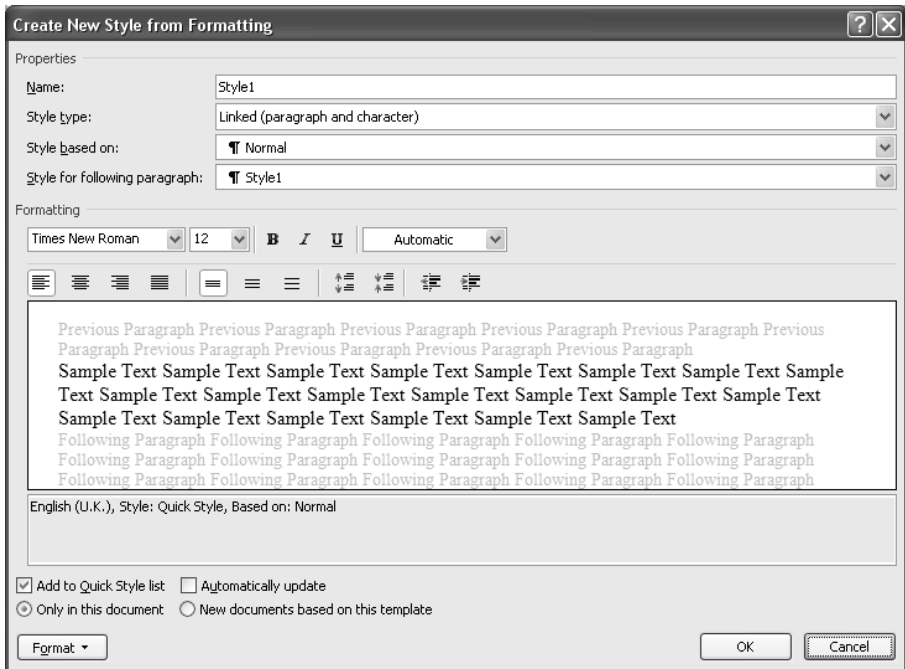 Create New Style from Formatting
Properties
Name: Style1
Style type: Linked (paragraph and character)
Style based on: ¶ Normal
Style for following paragraph: ¶ Style1
Formatting
Times New Roman 12 B I U Automatic
Previous Paragraph Previous Paragraph Previous Paragraph Previous Paragraph Previous Paragraph Previous
Paragraph Previous Paragraph Previous Paragraph Previous Paragraph Previous Paragraph
Sample Text Sample Text Sample Text Sample Text Sample Text Sample Text Sample Text Sample
Text Sample Text Sample Text Sample Text Sample Text Sample Text Sample Text Sample Text
Sample Text Sample Text Sample Text Sample Text Sample Text Sample Text
Following Paragraph Following Paragraph Following Paragraph Following Paragraph Following Paragraph
Following Paragraph Following Paragraph Following Paragraph Following Paragraph Following Paragraph
Following Paragraph Following Paragraph Following Paragraph Following Paragraph Following Paragraph
English (U.K.), Style: Quick Style, Based on: Normal
Add to Quick Style list Automatically update
Only in this document New documents based on this template
Format OK Cancel